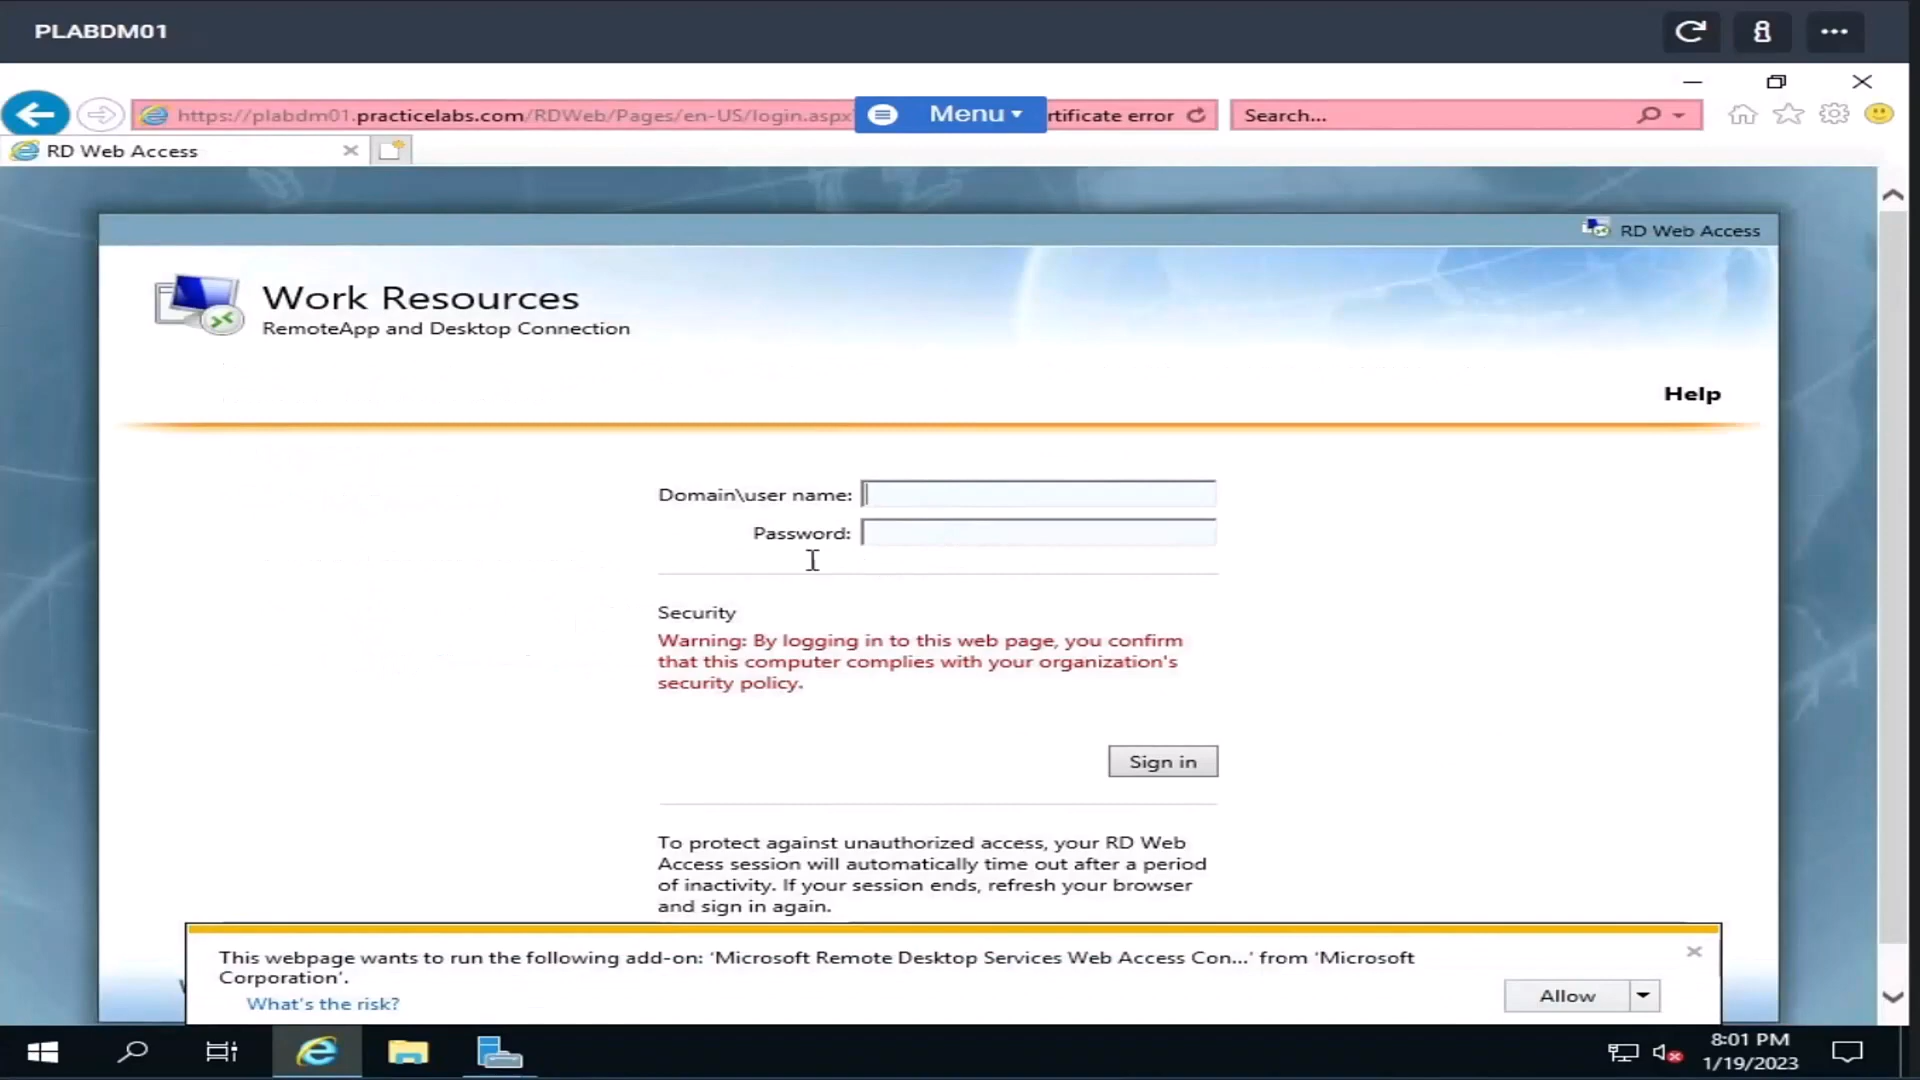 PLABDM01
https://plabdm01.practicelabs.com/RDWeb/Pages/en-US/login.aspx
Menu
rtificate error
Search...
RD Web Access
RD Web Access
Work Resources
RemoteApp and Desktop Connection
Help
Domain\user name:
Password:
Security
Warning: By logging in to this web page, you confirm
that this computer complies with your organization's
security policy.
Sign in
To protect against unauthorized access, your RD Web
Access session will automatically time out after a period
of inactivity. If your session ends, refresh your browser
and sign in again.
This webpage wants to run the following add-on: 'Microsoft Remote Desktop Services Web Access Con...' from 'Microsoft
Corporation'.
What's the risk?
Allow
8:01 PM
1/19/2023